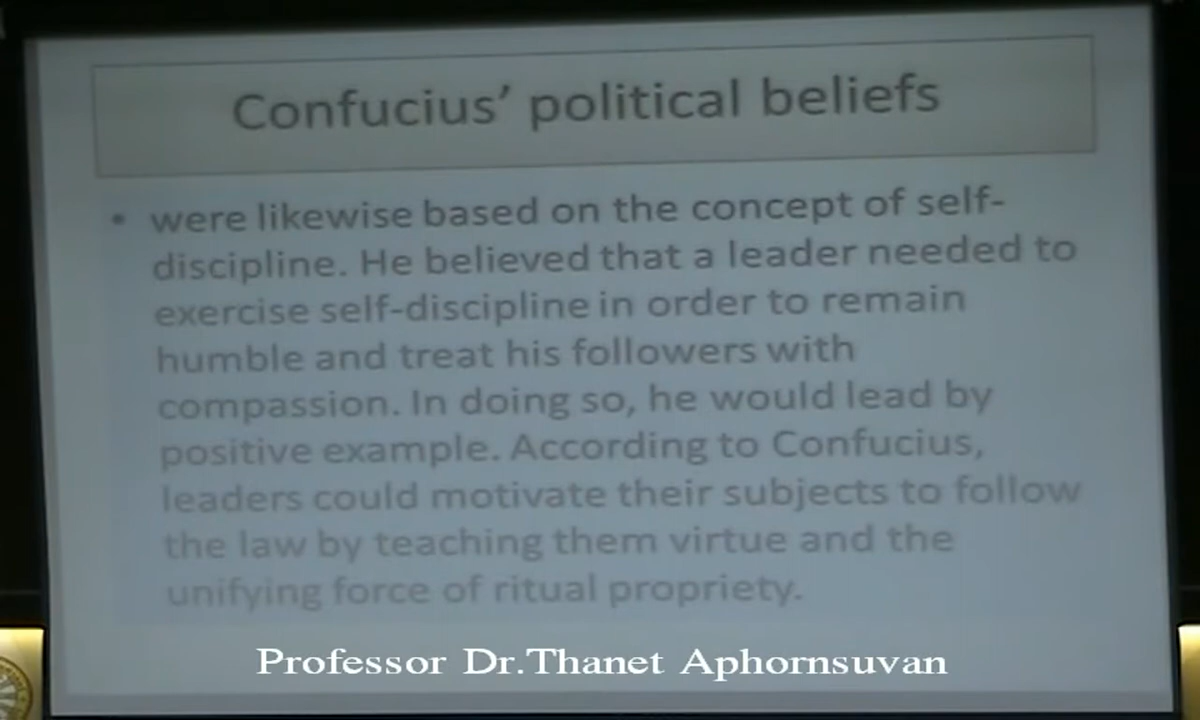 Confucius’ political beliefs
• were likewise based on the concept of self-
discipline. He believed that a leader needed to
exercise self-discipline in order to remain
humble and treat his followers with
compassion. In doing so, he would lead by
positive example. According to Confucius,
leaders could motivate their subjects to follow
the law by teaching them virtue and the
unifying force of ritual propriety.
Professor Dr.Thanet Aphornsuvan